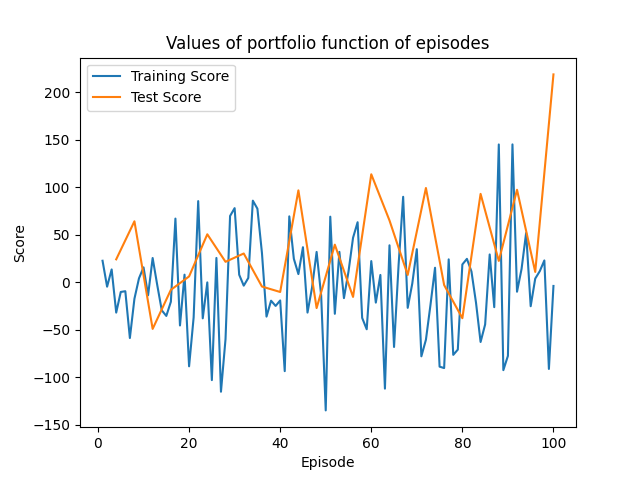 Values of portfolio function of episodes
Training Score
Test Score
200
150
100
50
0
−50
−100
−150
Score
0 20 40 60 80 100
Episode